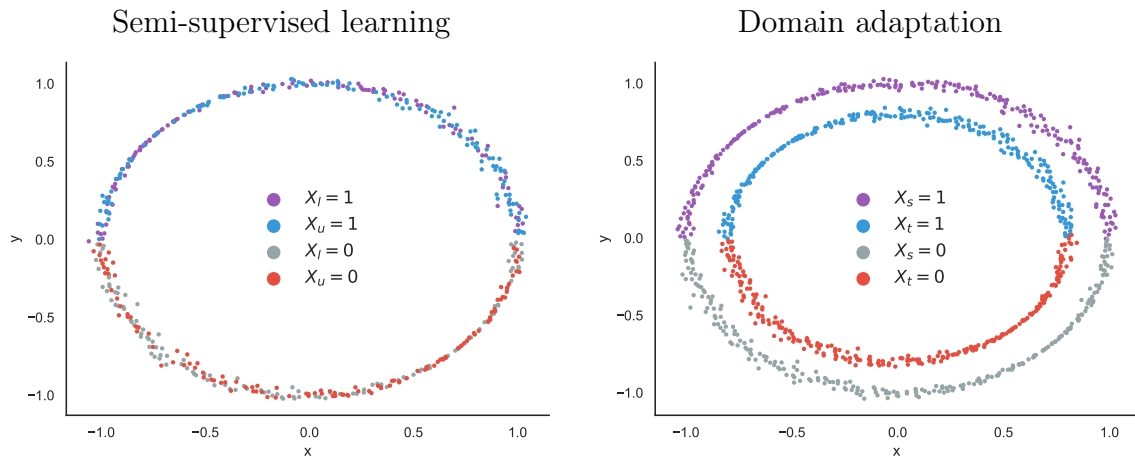 Semi-supervised learning
1.0
0.5
0.0
−0.5
−1.0
y
X_l = 1
X_u = 1
X_l = 0
X_u = 0
−1.0 −0.5 0.0 0.5 1.0
x
Domain adaptation
1.0
0.5
0.0
−0.5
−1.0
y
X_s = 1
X_t = 1
X_s = 0
X_t = 0
−1.0 −0.5 0.0 0.5 1.0
x